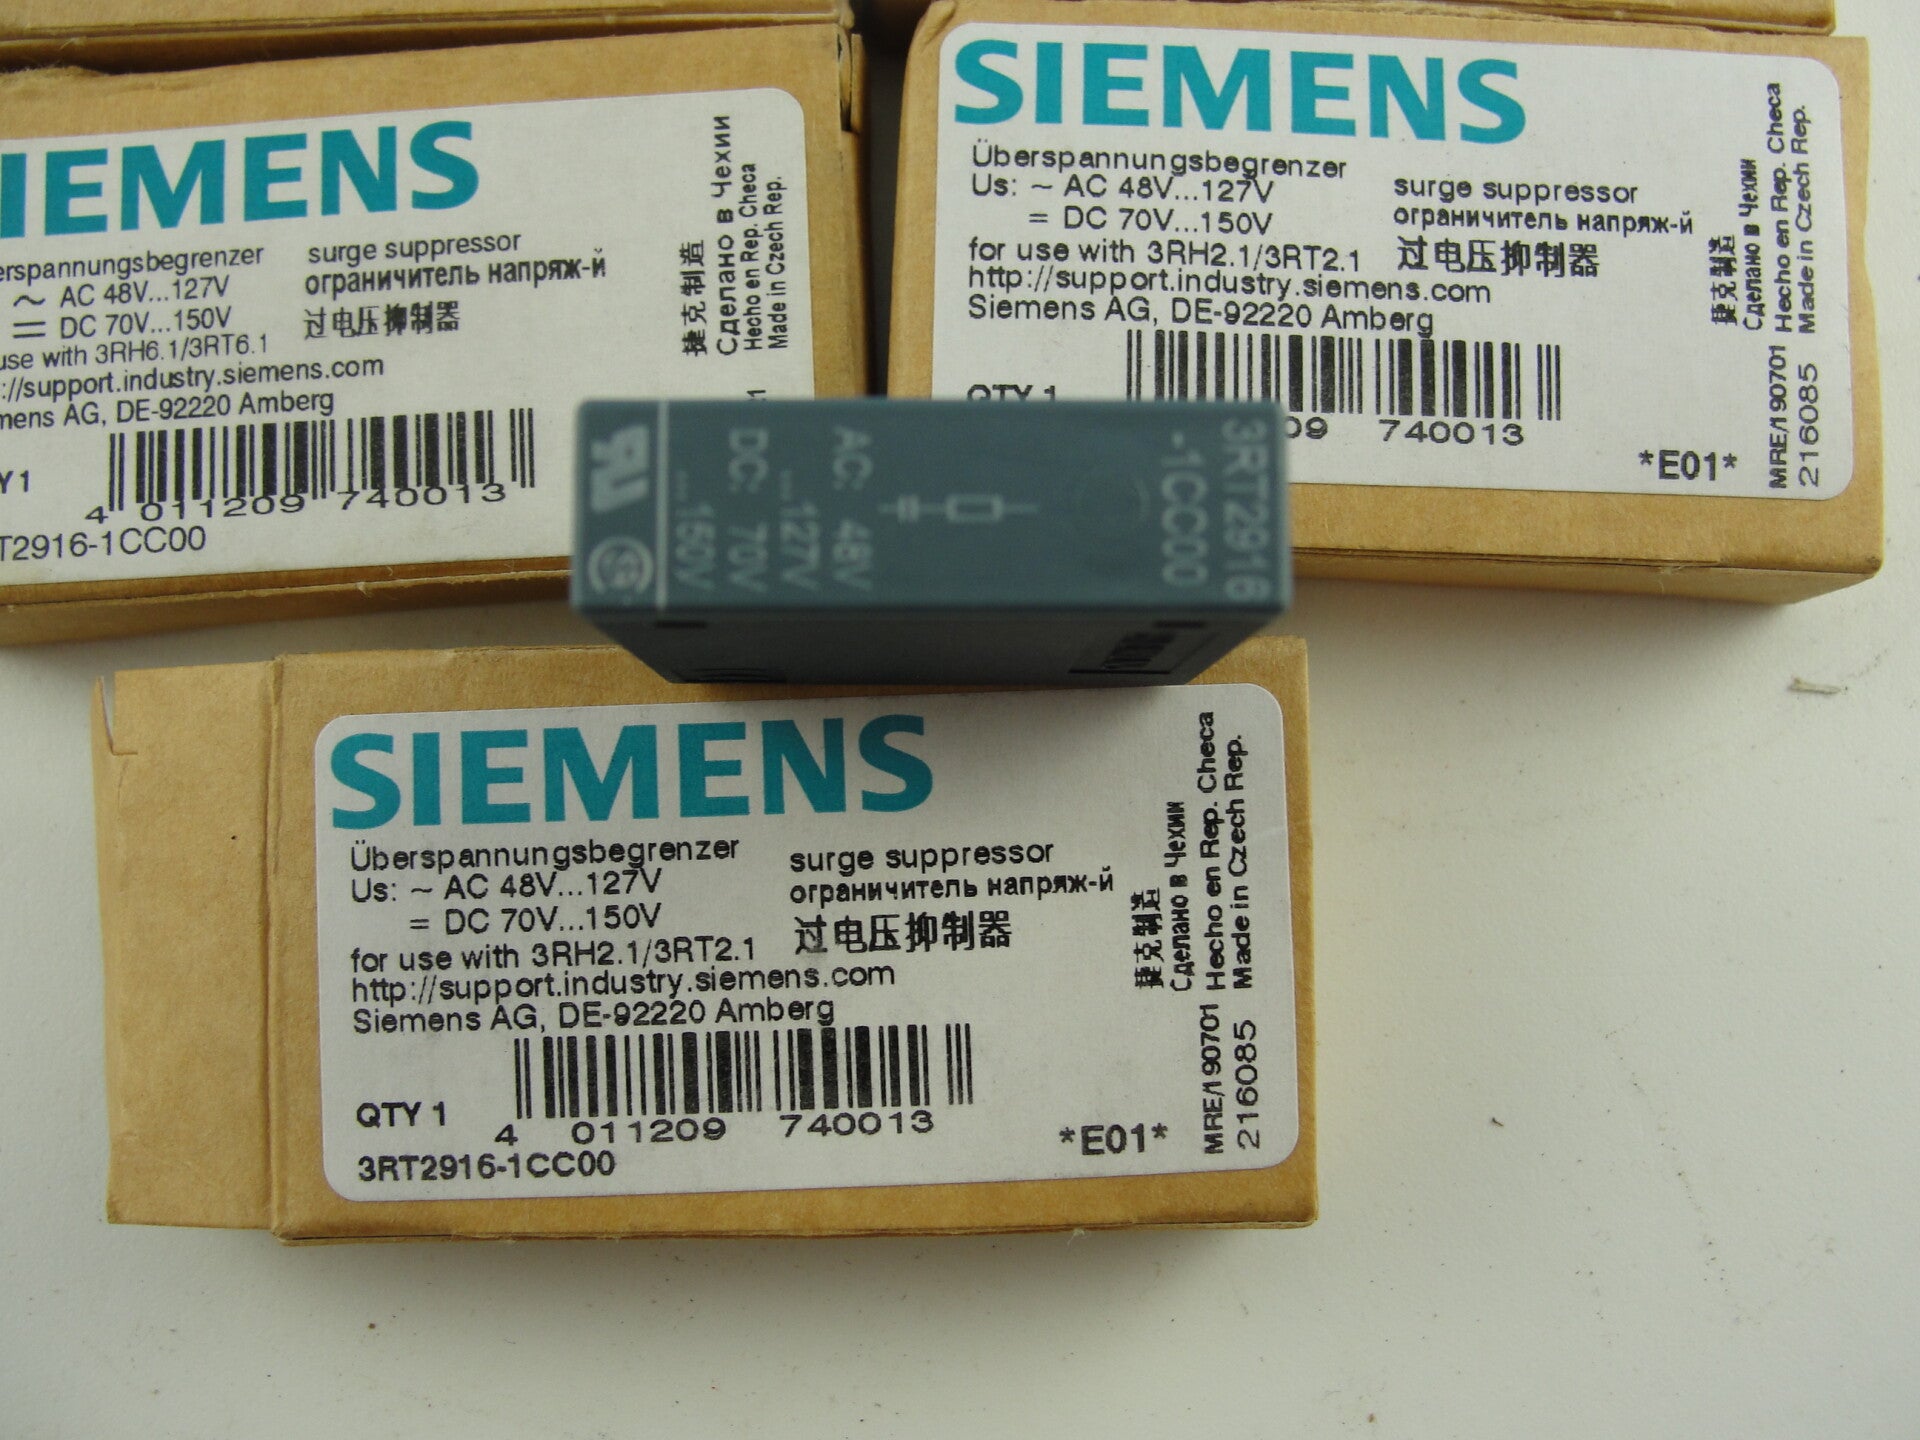 IEMENS
erspannungsbegrenzer
surge suppressor
~ AC 48V...127V
ограничитель напряж-й
= DC 70V...150V
过电压抑制器
use with 3RH6.1/3RT6.1
://support.industry.siemens.com
mens AG, DE-92220 Amberg
Y 1
4 011209 740013
T2916-1CC00
捷克制造
Сделано в Чехии
Hecho en Rep. Checa
Made in Czech Rep.
SIEMENS
Überspannungsbegrenzer
Us: ~ AC 48V...127V
surge suppressor
= DC 70V...150V
ограничитель напряж-й
for use with 3RH2.1/3RT2.1
过电压抑制器
http://support.industry.siemens.com
Siemens AG, DE-92220 Amberg
QTY 1
09 740013
*E01*
捷克制造
Сделано в Чехии
MRE/190701 Hecho en Rep. Checa
216085 Made in Czech Rep.
3RT2916
-1CC00
AC: 48V
...127V
DC: 70V
...150V
SIEMENS
Überspannungsbegrenzer
surge suppressor
Us: ~ AC 48V...127V
ограничитель напряж-й
= DC 70V...150V
过电压抑制器
for use with 3RH2.1/3RT2.1
http://support.industry.siemens.com
Siemens AG, DE-92220 Amberg
QTY 1
4 011209 740013
*E01*
3RT2916-1CC00
捷克制造
Сделано в Чехии
MRE/190701 Hecho en Rep. Checa
216085 Made in Czech Rep.